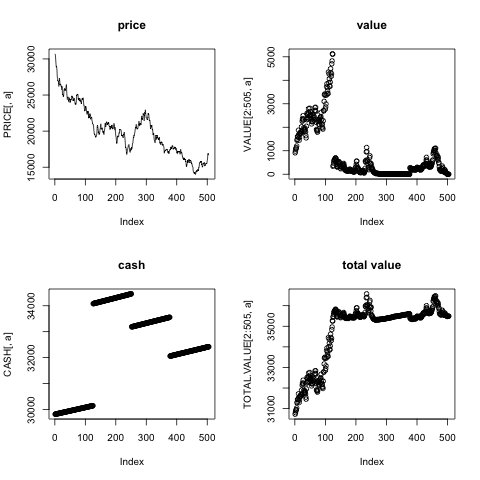 price
PRICE[, a]
15000 20000 25000 30000
0 100 200 300 400 500
Index
value
VALUE[2:505, a]
0 1000 3000 5000
0 100 200 300 400 500
Index
cash
CASH[, a]
30000 32000 34000
0 100 200 300 400 500
Index
total value
TOTAL.VALUE[2:505, a]
31000 32000 33000 35000
0 100 200 300 400 500
Index